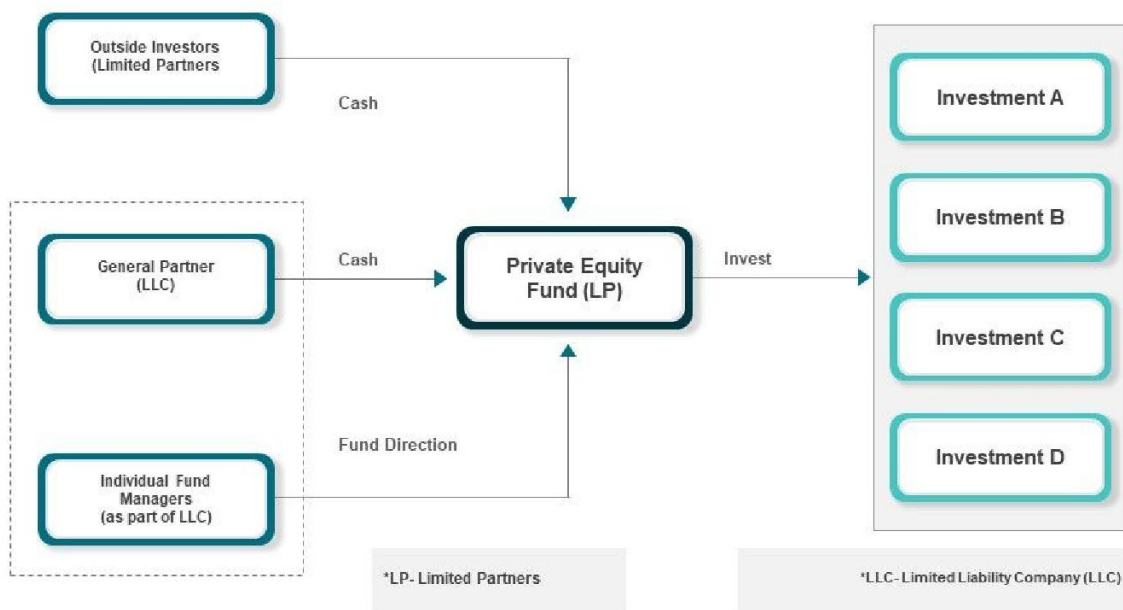 Outside Investors
(Limited Partners
Cash
Investment A
Investment B
General Partner
(LLC)
Cash
Private Equity
Fund (LP)
Invest
Investment C
Fund Direction
Investment D
Individual Fund
Managers
(as part of LLC)
*LP- Limited Partners
*LLC- Limited Liability Company (LLC)